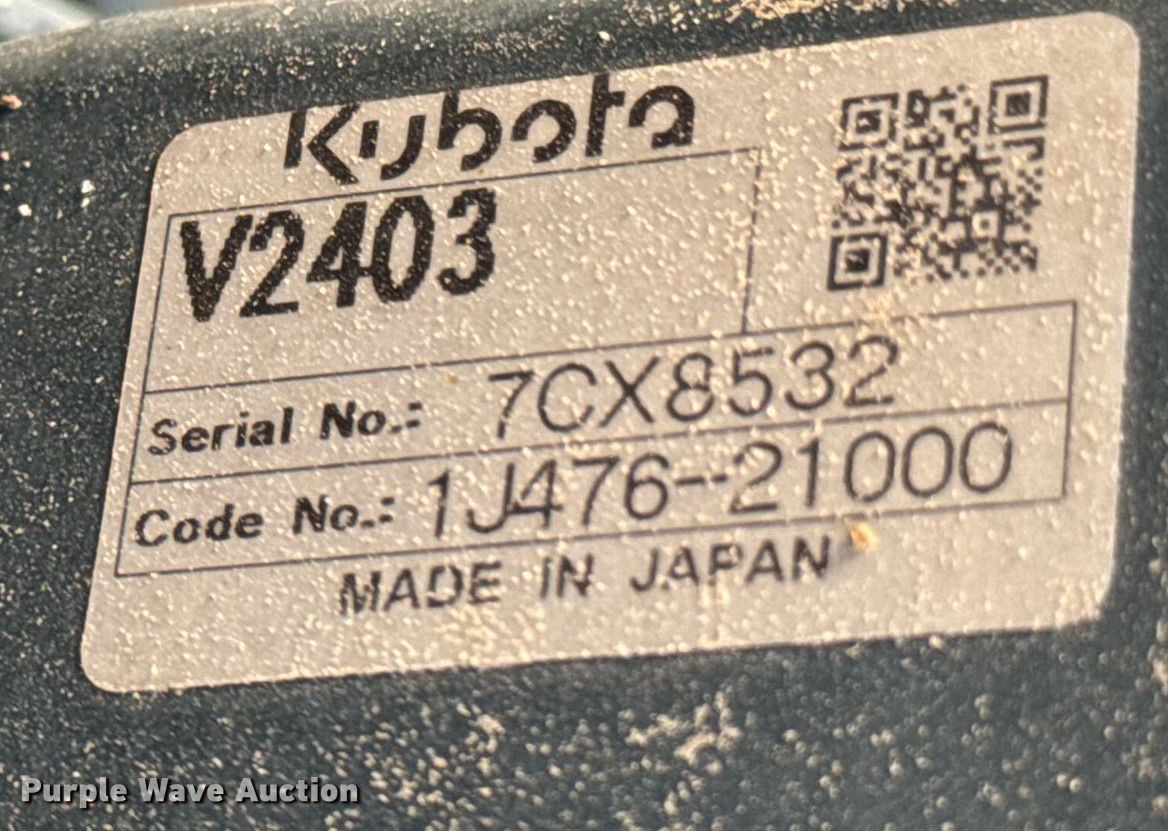 Kubota
V2403
Serial No.: 7CX8532
Code No.: 1J476-21000
MADE IN JAPAN
Purple Wave Auction